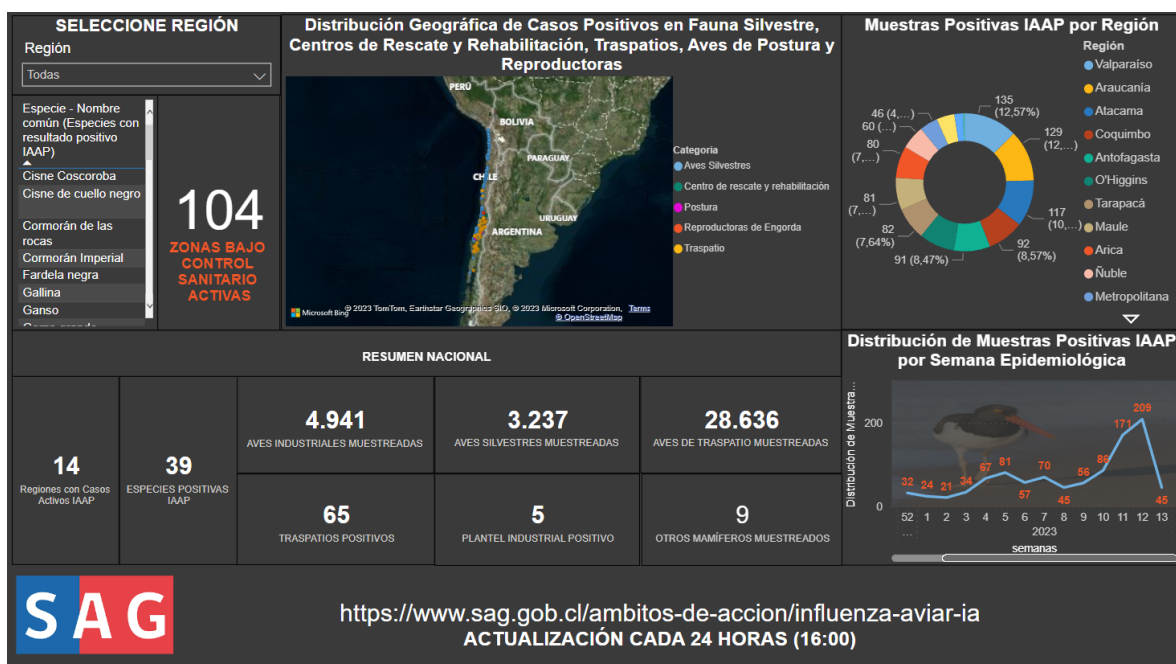 SELECCIONE REGIÓN
Región
Todas
Especie - Nombre
común (Especies con
resultado positivo
IAAP)
Cisne Coscoroba
Cisne de cuello negro
Cormorán de las
rocas
Cormorán Imperial
Fardela negra
Gallina
Ganso
104
ZONAS BAJO
CONTROL
SANITARIO
ACTIVAS
Distribución Geográfica de Casos Positivos en Fauna Silvestre,
Centros de Rescate y Rehabilitación, Traspatios, Aves de Postura y
Reproductoras
PERÚ
BOLIVIA
PARAGUAY
CHILE
URUGUAY
ARGENTINA
Microsoft Bing
© 2023 TomTom, Earthstar Geographics SIO, © 2023 Microsoft Corporation, Terms
© OpenStreetMap
Categoria
Aves Silvestres
Centro de rescate y rehabilitación
Postura
Reproductoras de Engorda
Traspatio
Muestras Positivas IAAP por Región
135
(12,57%)
129
(12,...)
117
(10,...)
92
(8,57%)
91 (8,47%)
82
(7,64%)
81
(7,...)
80
(7,...)
60 (...)
46 (4,...)
Región
Valparaíso
Araucanía
Atacama
Coquimbo
Antofagasta
O'Higgins
Tarapacá
Maule
Arica
Ñuble
Metropolitana
RESUMEN NACIONAL
14
Regiones con Casos
Activos IAAP
39
ESPECIES POSITIVAS
IAAP
4.941
AVES INDUSTRIALES MUESTREADAS
3.237
AVES SILVESTRES MUESTREADAS
28.636
AVES DE TRASPATIO MUESTREADAS
65
TRASPATIOS POSITIVOS
5
PLANTEL INDUSTRIAL POSITIVO
9
OTROS MAMÍFEROS MUESTREADOS
Distribución de Muestras Positivas IAAP
por Semana Epidemiológica
Distribución de Muestra...
200
0
32 24 21 34 67 81 57 70 45 56 86 171 209 45
52 1 2 3 4 5 6 7 8 9 10 11 12 13
... 2023
semanas
SAG
https://www.sag.gob.cl/ambitos-de-accion/influenza-aviar-ia
ACTUALIZACIÓN CADA 24 HORAS (16:00)